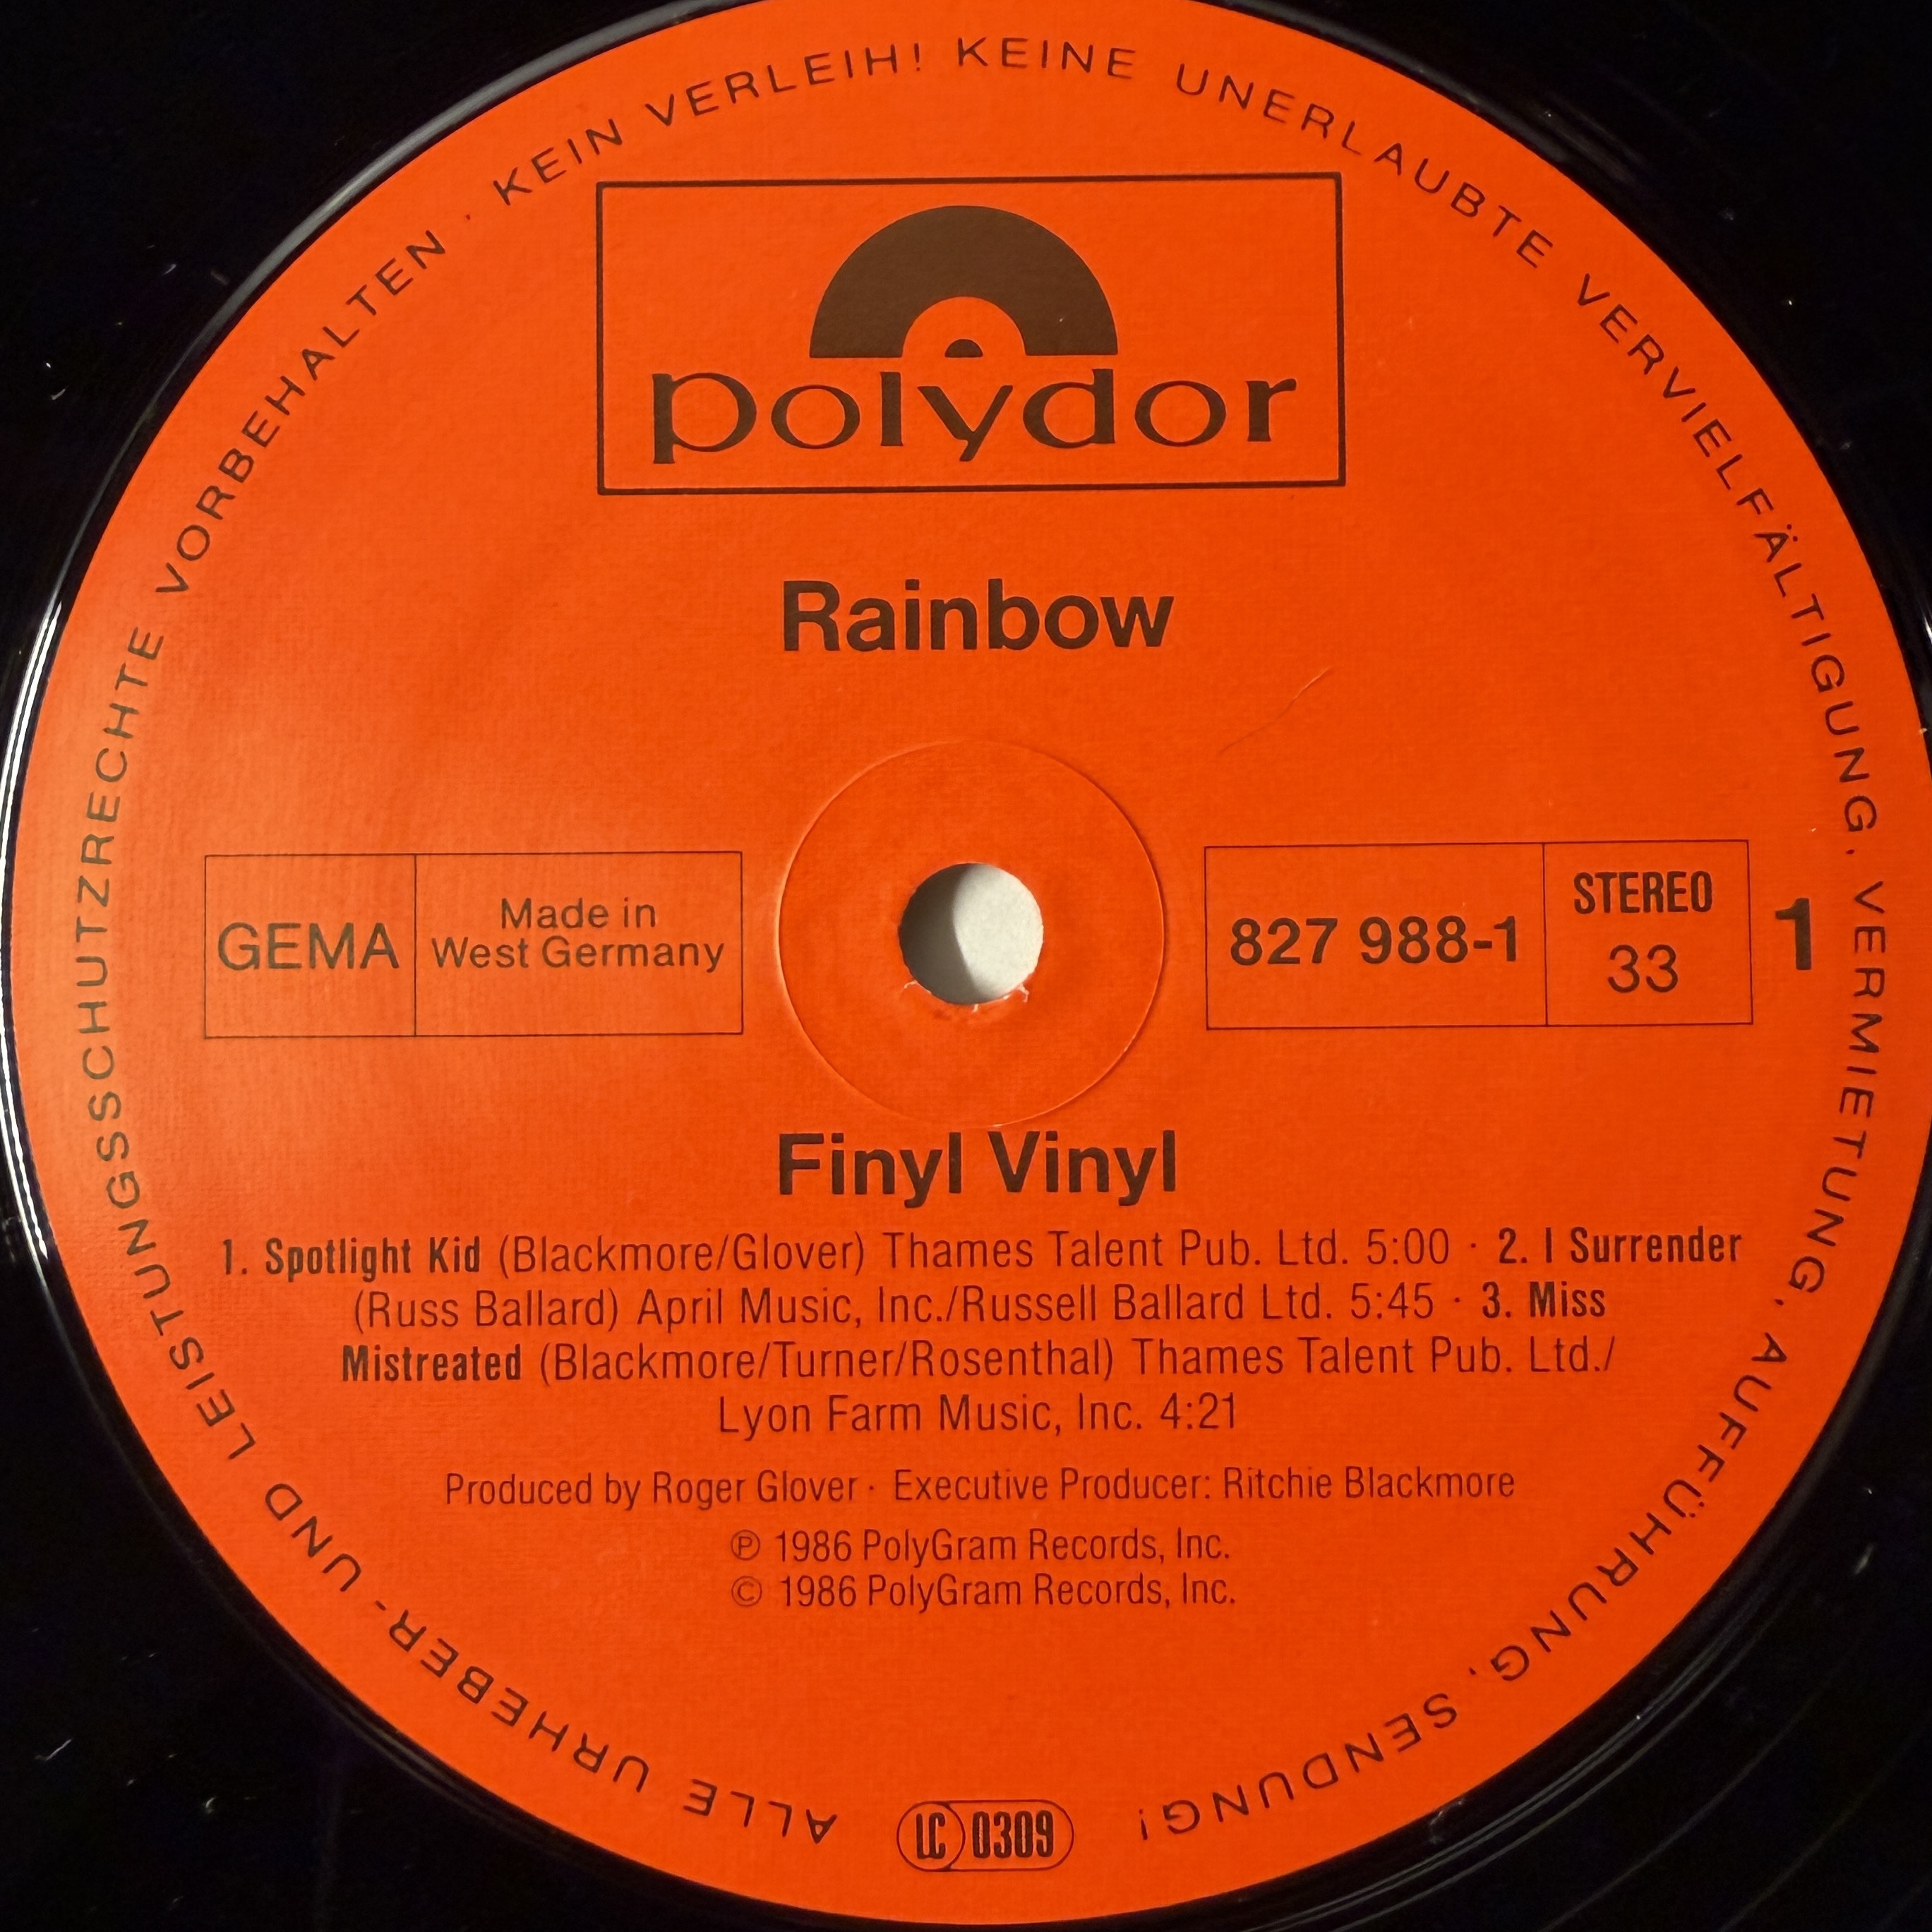 ALLE URHEBER- UND LEISTUNGSSCHUTZRECHTE VORBEHALTEN · KEIN VERLEIH! KEINE UNERLAUBTE VERVIELFÄLTIGUNG, VERMIETUNG, AUFFÜHRUNG, SENDUNG!
polydor
Rainbow
GEMA
Made in
West Germany
827 988-1
STEREO
33
1
Finyl Vinyl
1. Spotlight Kid (Blackmore/Glover) Thames Talent Pub. Ltd. 5:00 · 2. I Surrender
(Russ Ballard) April Music, Inc./Russell Ballard Ltd. 5:45 · 3. Miss
Mistreated (Blackmore/Turner/Rosenthal) Thames Talent Pub. Ltd./
Lyon Farm Music, Inc. 4:21
Produced by Roger Glover · Executive Producer: Ritchie Blackmore
Ⓟ 1986 PolyGram Records, Inc.
© 1986 PolyGram Records, Inc.
LC 0309